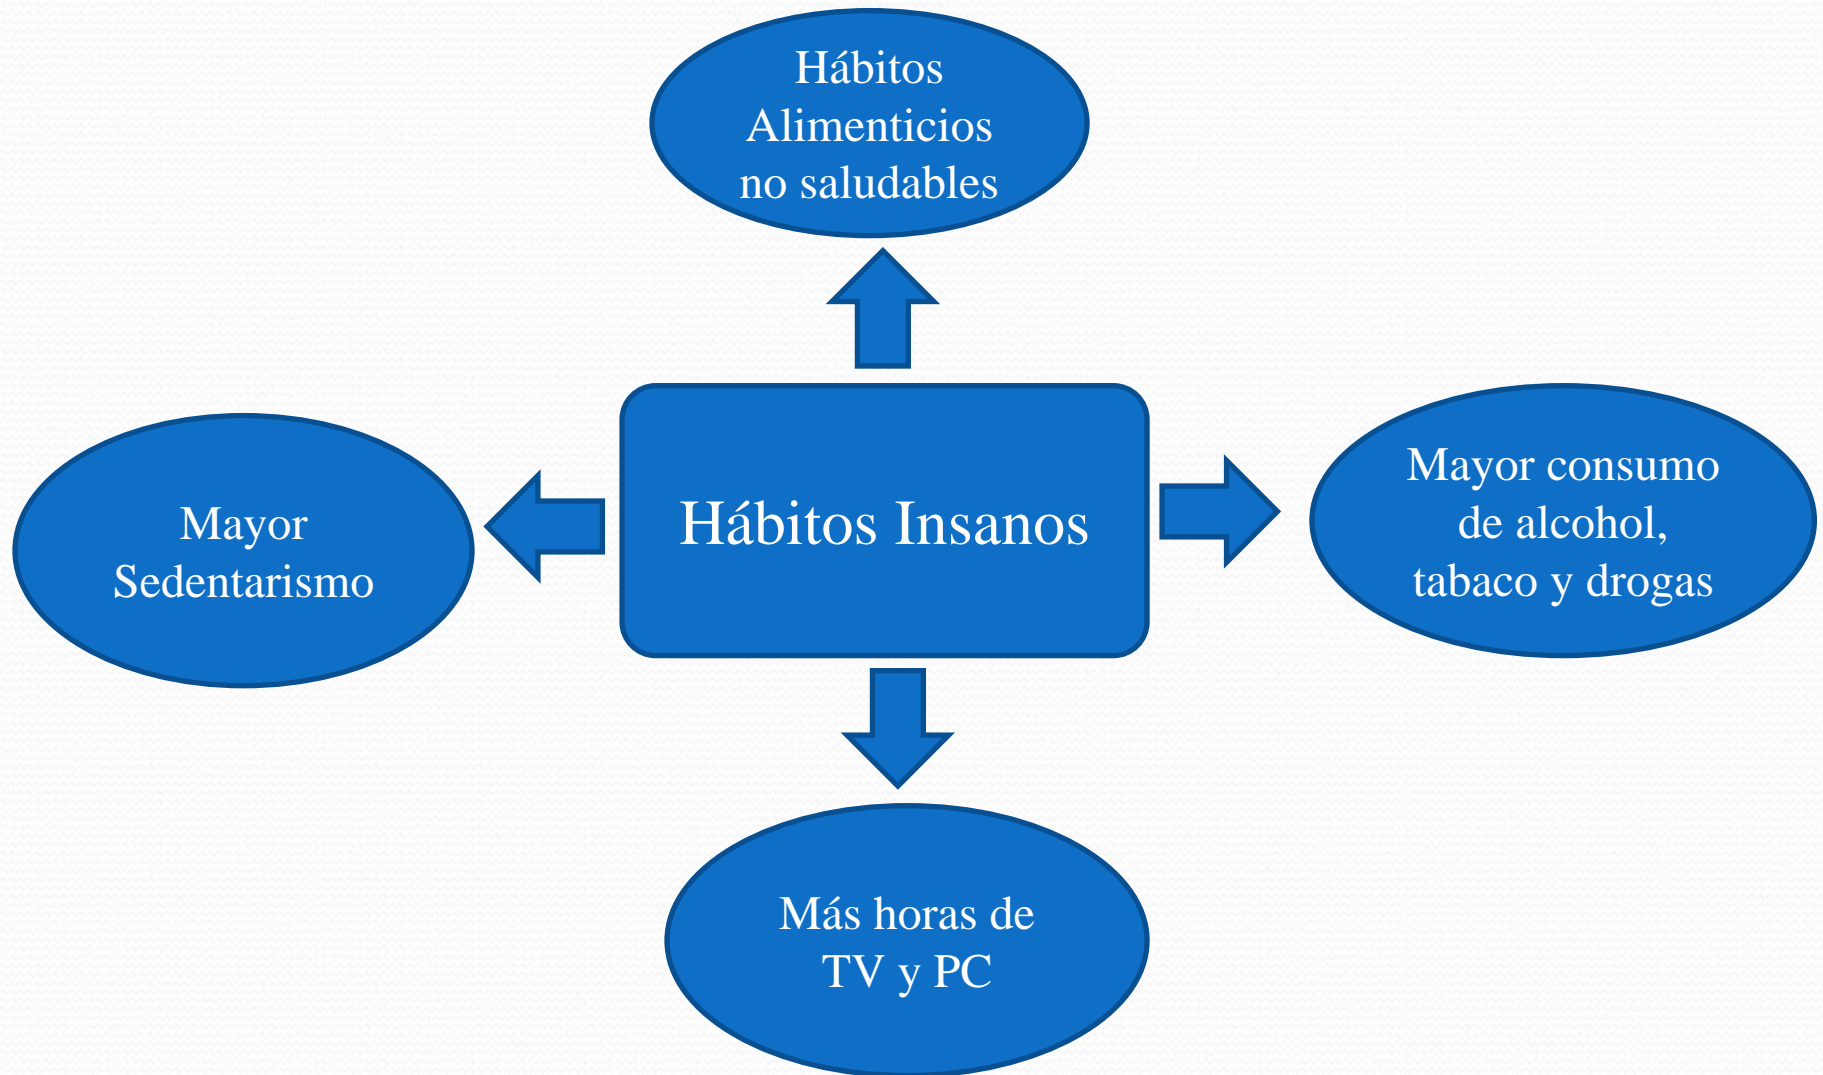 Hábitos
Alimenticios
no saludables
Mayor
Sedentarismo
Hábitos Insanos
Mayor consumo
de alcohol,
tabaco y drogas
Más horas de
TV y PC